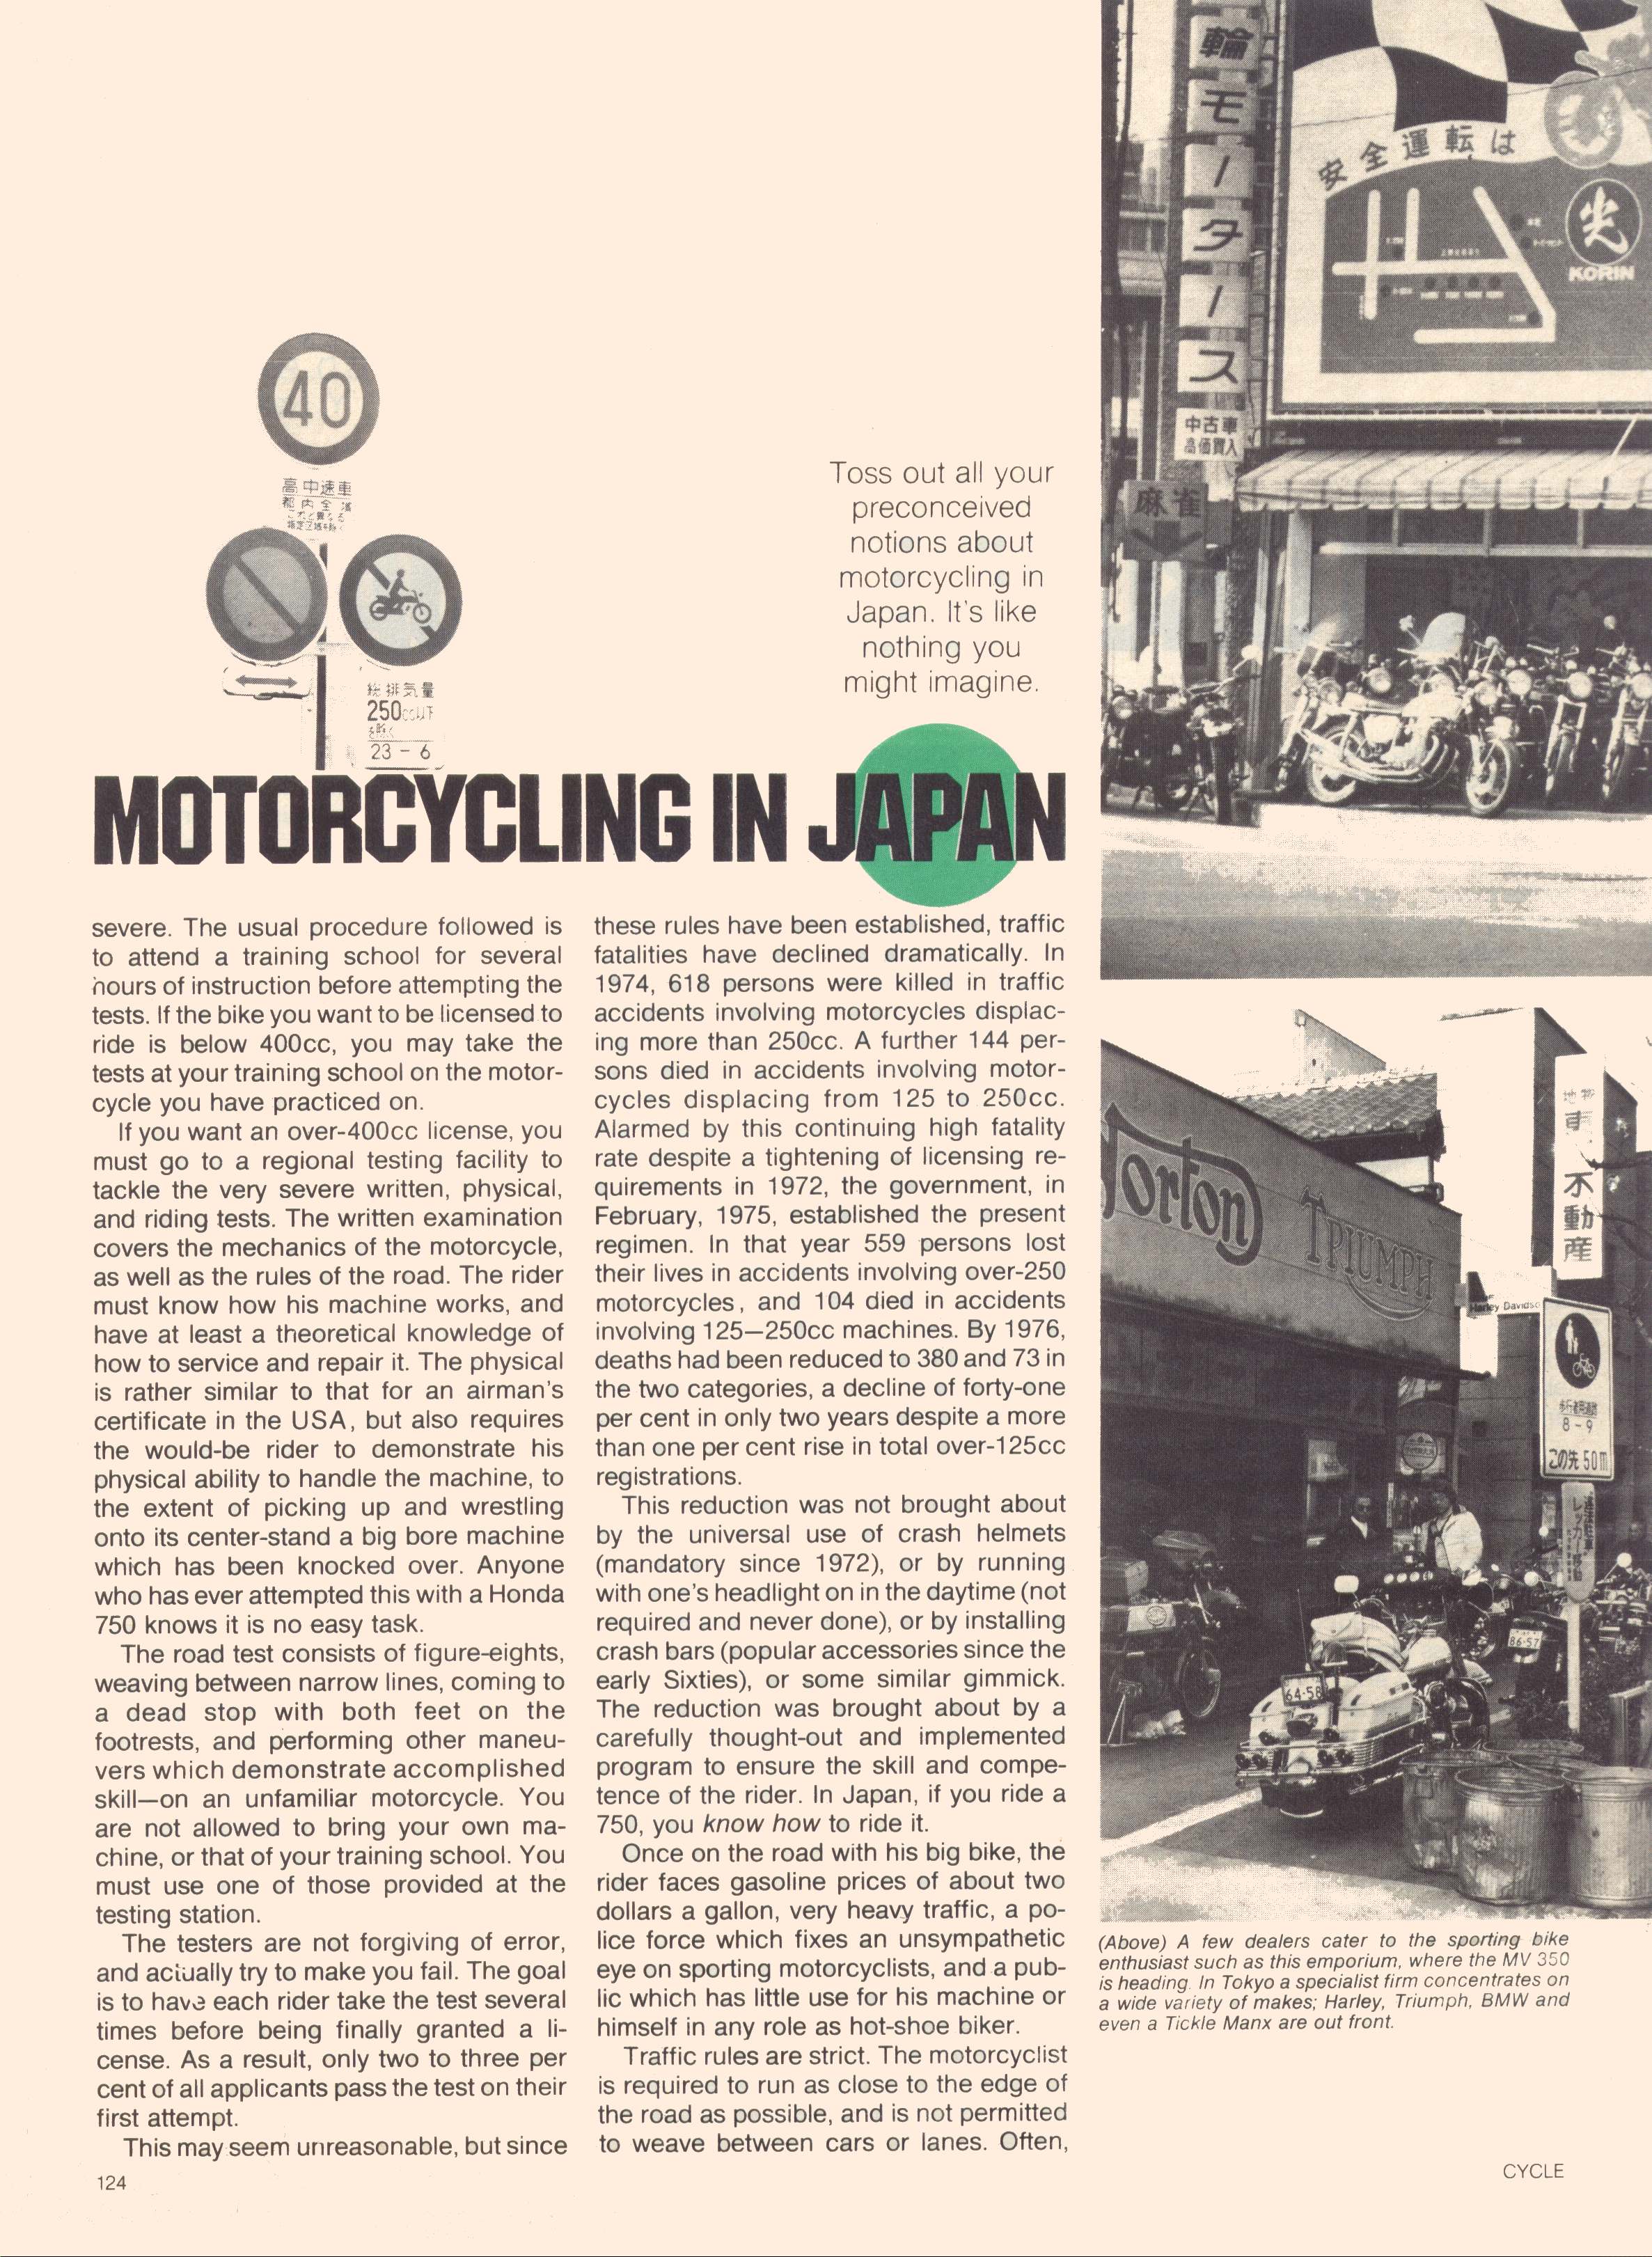 40
高中速車
都内全域
総排気量
250cc以下
を除く
23-6
Toss out all your
preconceived
notions about
motorcycling in
Japan. It's like
nothing you
might imagine.
MOTORCYCLING IN JAPAN
severe. The usual procedure followed is
to attend a training school for several
hours of instruction before attempting the
tests. If the bike you want to be licensed to
ride is below 400cc, you may take the
tests at your training school on the motor-
cycle you have practiced on.
If you want an over-400cc license, you
must go to a regional testing facility to
tackle the very severe written, physical,
and riding tests. The written examination
covers the mechanics of the motorcycle,
as well as the rules of the road. The rider
must know how his machine works, and
have at least a theoretical knowledge of
how to service and repair it. The physical
is rather similar to that for an airman's
certificate in the USA, but also requires
the would-be rider to demonstrate his
physical ability to handle the machine, to
the extent of picking up and wrestling
onto its center-stand a big bore machine
which has been knocked over. Anyone
who has ever attempted this with a Honda
750 knows it is no easy task.
The road test consists of figure-eights,
weaving between narrow lines, coming to
a dead stop with both feet on the
footrests, and performing other maneu-
vers which demonstrate accomplished
skill—on an unfamiliar motorcycle. You
are not allowed to bring your own ma-
chine, or that of your training school. You
must use one of those provided at the
testing station.
The testers are not forgiving of error,
and actually try to make you fail. The goal
is to have each rider take the test several
times before being finally granted a li-
cense. As a result, only two to three per
cent of all applicants pass the test on their
first attempt.
This may seem unreasonable, but since
these rules have been established, traffic
fatalities have declined dramatically. In
1974, 618 persons were killed in traffic
accidents involving motorcycles displac-
ing more than 250cc. A further 144 per-
sons died in accidents involving motor-
cycles displacing from 125 to 250cc.
Alarmed by this continuing high fatality
rate despite a tightening of licensing re-
quirements in 1972, the government, in
February, 1975, established the present
regimen. In that year 559 persons lost
their lives in accidents involving over-250
motorcycles, and 104 died in accidents
involving 125—250cc machines. By 1976,
deaths had been reduced to 380 and 73 in
the two categories, a decline of forty-one
per cent in only two years despite a more
than one per cent rise in total over-125cc
registrations.
This reduction was not brought about
by the universal use of crash helmets
(mandatory since 1972), or by running
with one's headlight on in the daytime (not
required and never done), or by installing
crash bars (popular accessories since the
early Sixties), or some similar gimmick.
The reduction was brought about by a
carefully thought-out and implemented
program to ensure the skill and compe-
tence of the rider. In Japan, if you ride a
750, you know how to ride it.
Once on the road with his big bike, the
rider faces gasoline prices of about two
dollars a gallon, very heavy traffic, a po-
lice force which fixes an unsympathetic
eye on sporting motorcyclists, and a pub-
lic which has little use for his machine or
himself in any role as hot-shoe biker.
Traffic rules are strict. The motorcyclist
is required to run as close to the edge of
the road as possible, and is not permitted
to weave between cars or lanes. Often,
輪モータース
中古車
高価買入
麻雀
安全運転は
光
KORIN
Norton
TRIUMPH
Harley Davidson
不動産
8-9
この先50m
64-58
86-57
(Above) A few dealers cater to the sporting bike
enthusiast such as this emporium, where the MV 350
is heading. In Tokyo a specialist firm concentrates on
a wide variety of makes; Harley, Triumph, BMW and
even a Tickle Manx are out front.
124
CYCLE